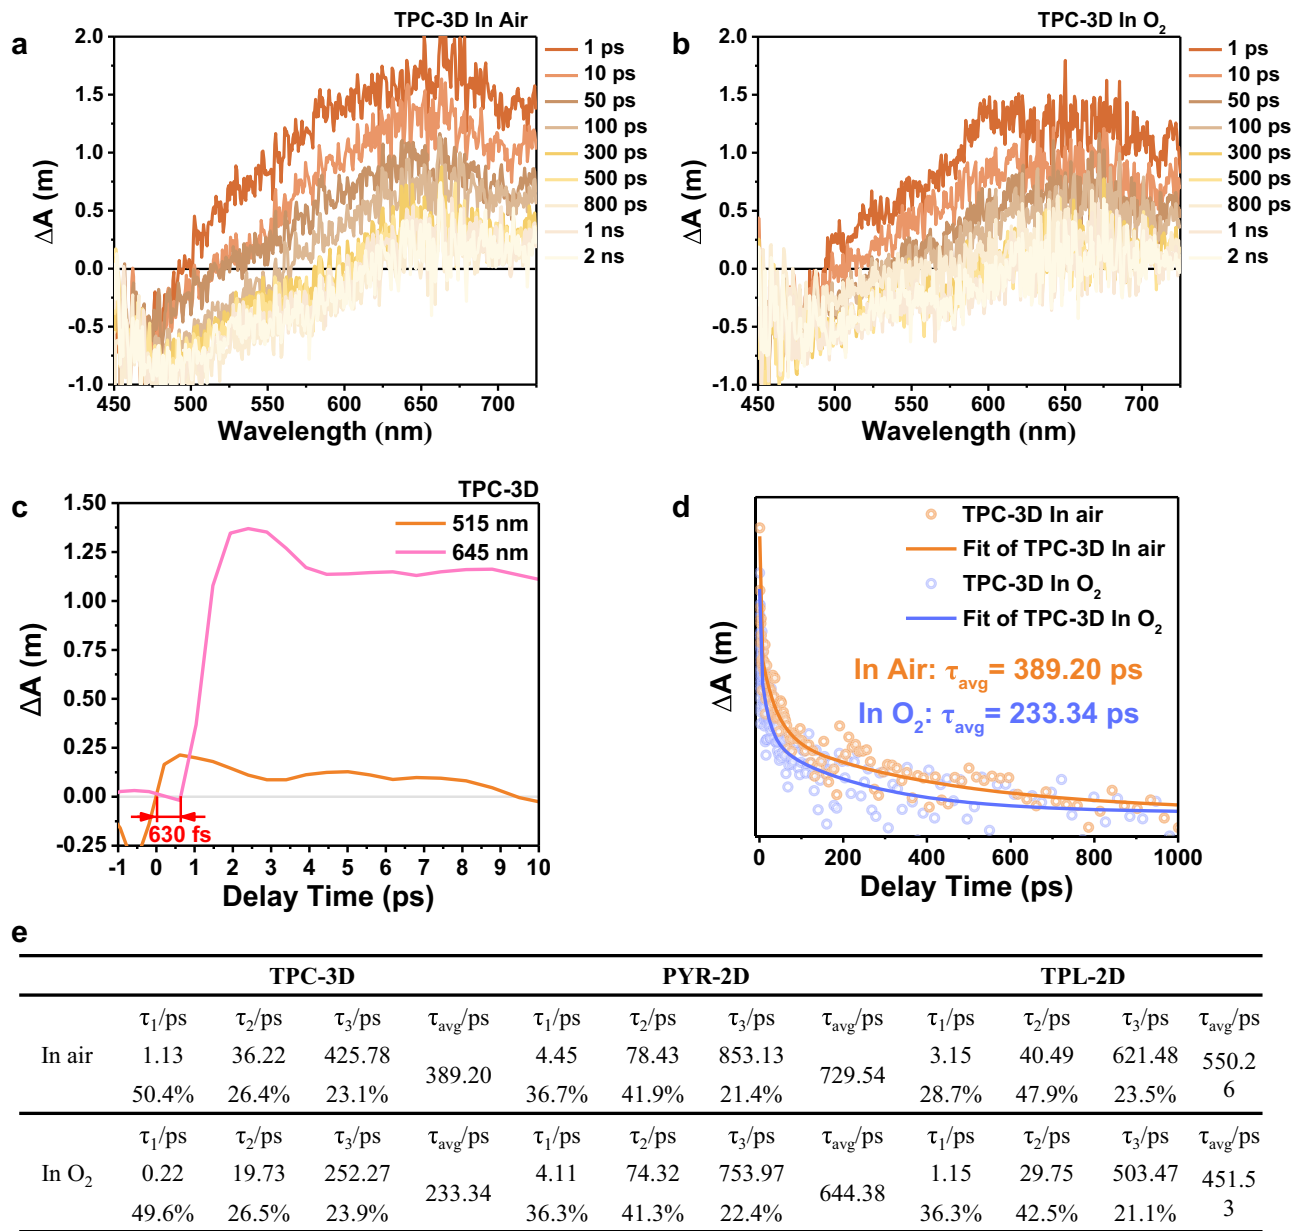 a
TPC-3D In Air
2.0
1.5
1.0
0.5
0.0
-0.5
-1.0
ΔA (m)
450 500 550 600 650 700
Wavelength (nm)
1 ps
10 ps
50 ps
100 ps
300 ps
500 ps
800 ps
1 ns
2 ns
b
TPC-3D In O₂
2.0
1.5
1.0
0.5
0.0
-0.5
-1.0
ΔA (m)
450 500 550 600 650 700
Wavelength (nm)
1 ps
10 ps
50 ps
100 ps
300 ps
500 ps
800 ps
1 ns
2 ns
c
TPC-3D
1.50
1.25
1.00
0.75
0.50
0.25
0.00
-0.25
ΔA (m)
515 nm
645 nm
630 fs
-1 0 1 2 3 4 5 6 7 8 9 10
Delay Time (ps)
d
TPC-3D In air
Fit of TPC-3D In air
TPC-3D In O₂
Fit of TPC-3D In O₂
In Air: τavg= 389.20 ps
In O₂: τavg= 233.34 ps
ΔA (m)
0 200 400 600 800 1000
Delay Time (ps)
e
TPC-3D PYR-2D TPL-2D
τ₁/ps τ₂/ps τ₃/ps τavg/ps τ₁/ps τ₂/ps τ₃/ps τavg/ps τ₁/ps τ₂/ps τ₃/ps τavg/ps
In air 1.13 36.22 425.78 389.20 4.45 78.43 853.13 729.54 3.15 40.49 621.48 550.2
6
50.4% 26.4% 23.1% 36.7% 41.9% 21.4% 28.7% 47.9% 23.5%
τ₁/ps τ₂/ps τ₃/ps τavg/ps τ₁/ps τ₂/ps τ₃/ps τavg/ps τ₁/ps τ₂/ps τ₃/ps τavg/ps
In O₂ 0.22 19.73 252.27 233.34 4.11 74.32 753.97 644.38 1.15 29.75 503.47 451.5
3
49.6% 26.5% 23.9% 36.3% 41.3% 22.4% 36.3% 42.5% 21.1%